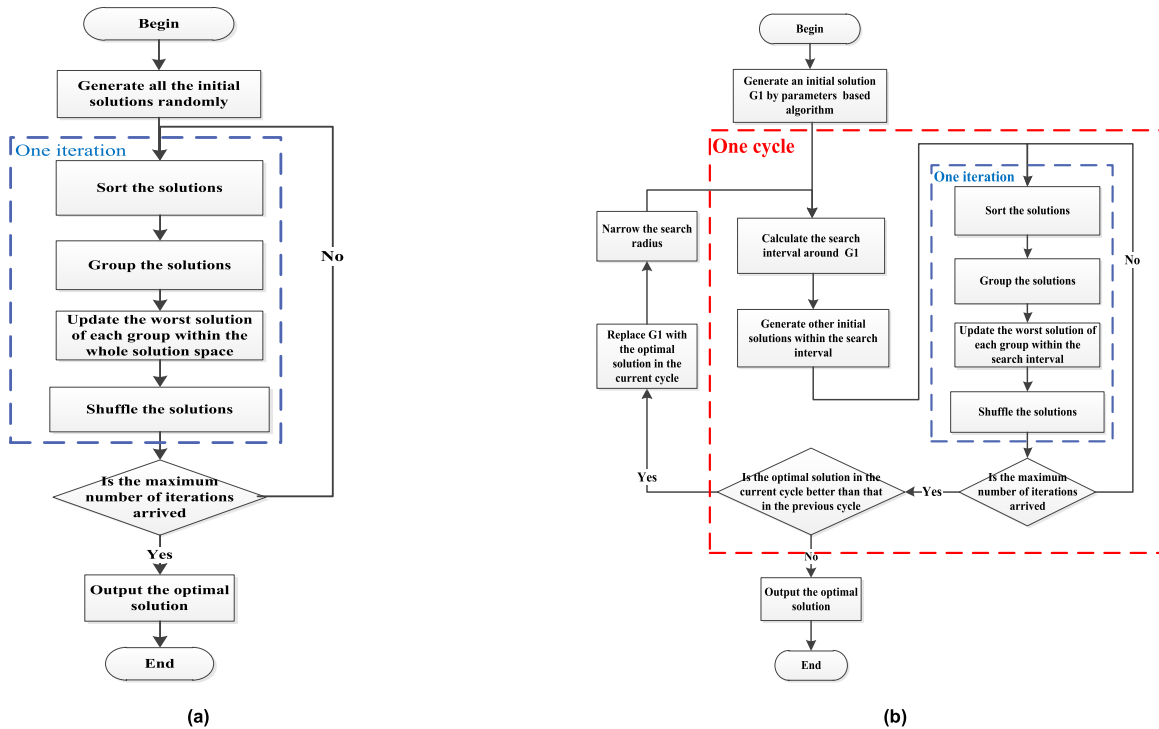 Begin
Generate all the initial
solutions randomly
One iteration
Sort the solutions
Group the solutions
Update the worst solution
of each group within the
whole solution space
Shuffle the solutions
Is the maximum
number of iterations
arrived
No
Yes
Output the optimal
solution
End
(a)
Begin
Generate an initial solution
G1 by parameters based
algorithm
One cycle
Narrow the search
radius
Replace G1 with
the optimal
solution in the
current cycle
Calculate the
search
interval around G1
Generate other initial
solutions within the search
interval
One iteration
Sort the solutions
Group the solutions
Update the worst solution of
each group within the
search interval
Shuffle the solutions
No
Is the maximum
number of iterations
arrived
Yes
Is the optimal solution in the
current cycle better than that
in the previous cycle
Yes
No
Output the optimal
solution
End
(b)